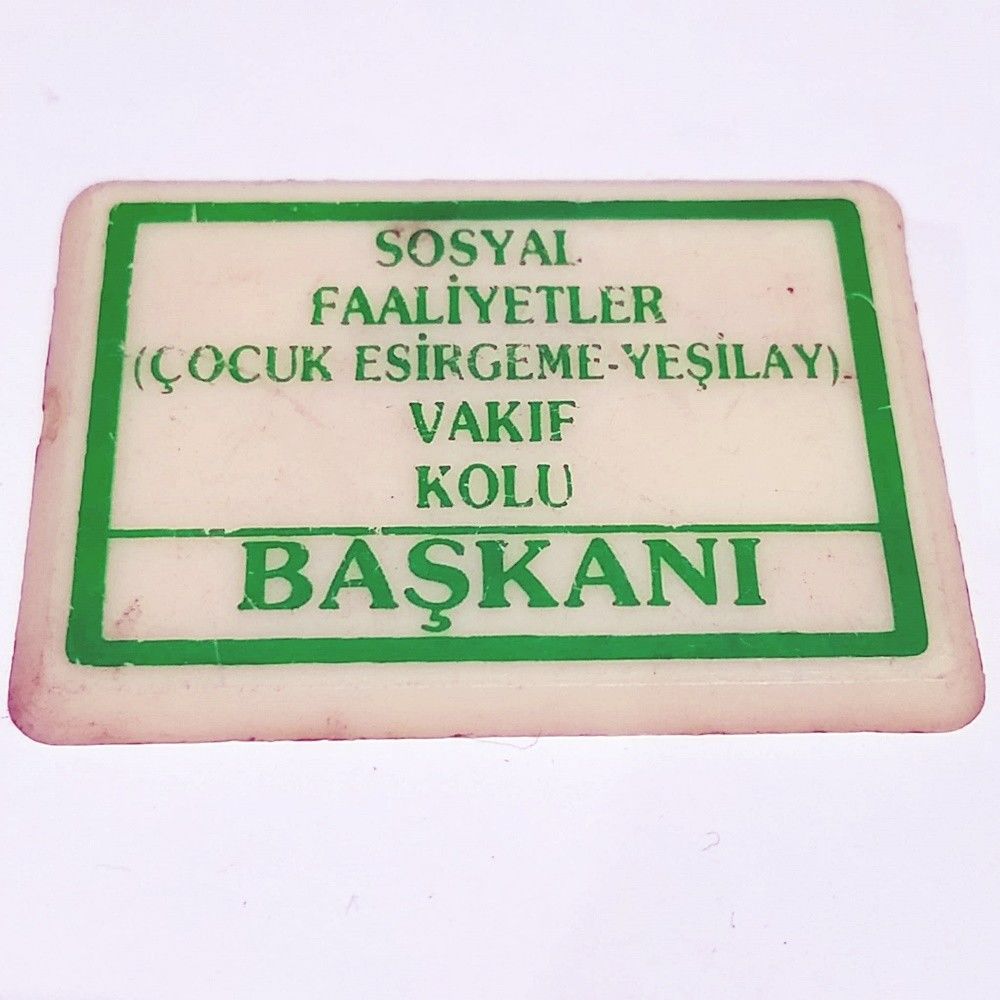 SOSYAL
FAALİYETLER
(ÇOCUK ESİRGEME-YEŞİLAY)
VAKIF
KOLU
BAŞKANI